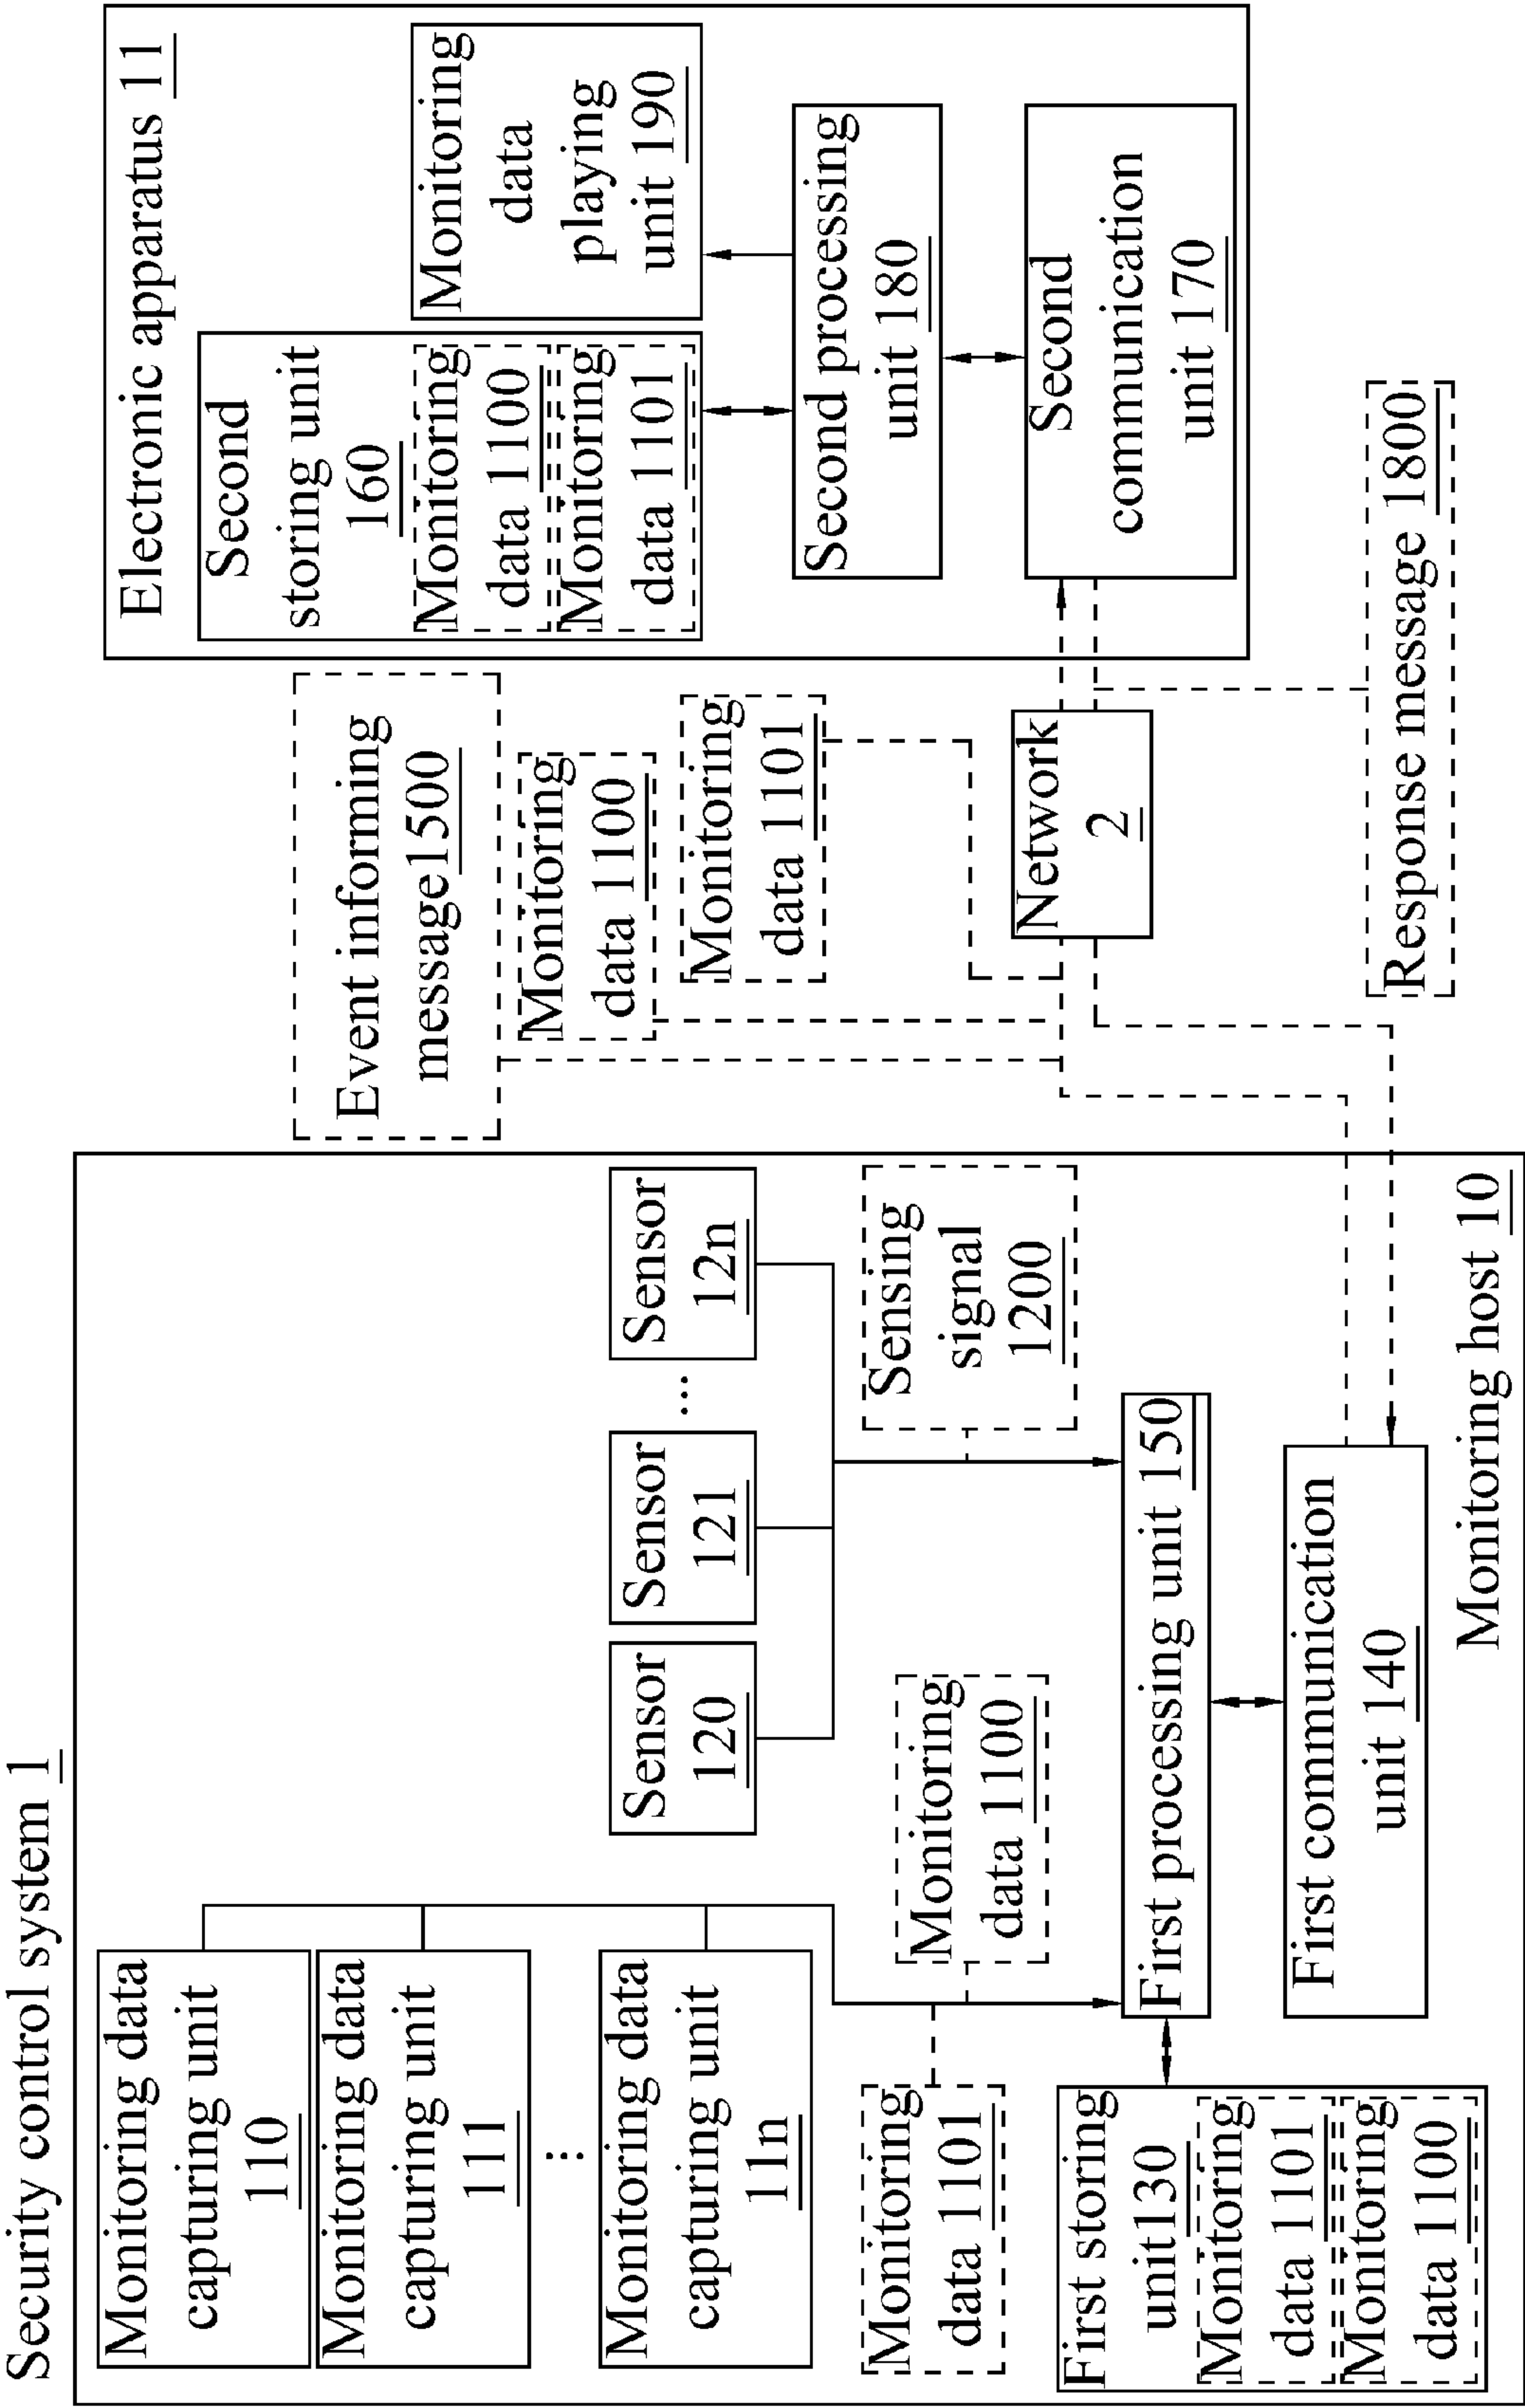 Security control system 1
Monitoring data
capturing unit
110
Monitoring data
capturing unit
111
...
Monitoring data
capturing unit
11n
Sensor
120
Sensor
121
...
Sensor
12n
Monitoring
data 1101
Monitoring
data 1100
Sensing
signal
1200
First storing
unit130
Monitoring
data 1101
Monitoring
data 1100
First processing unit 150
First communication
unit 140
Monitoring host 10
Event informing
message1500
Monitoring
data 1100
Monitoring
data 1101
Network
2
Response message 1800
Electronic apparatus 11
Second
storing unit
160
Monitoring
data 1100
Monitoring
data 1101
Monitoring
data
playing
unit 190
Second processing
unit 180
Second
communication
unit 170